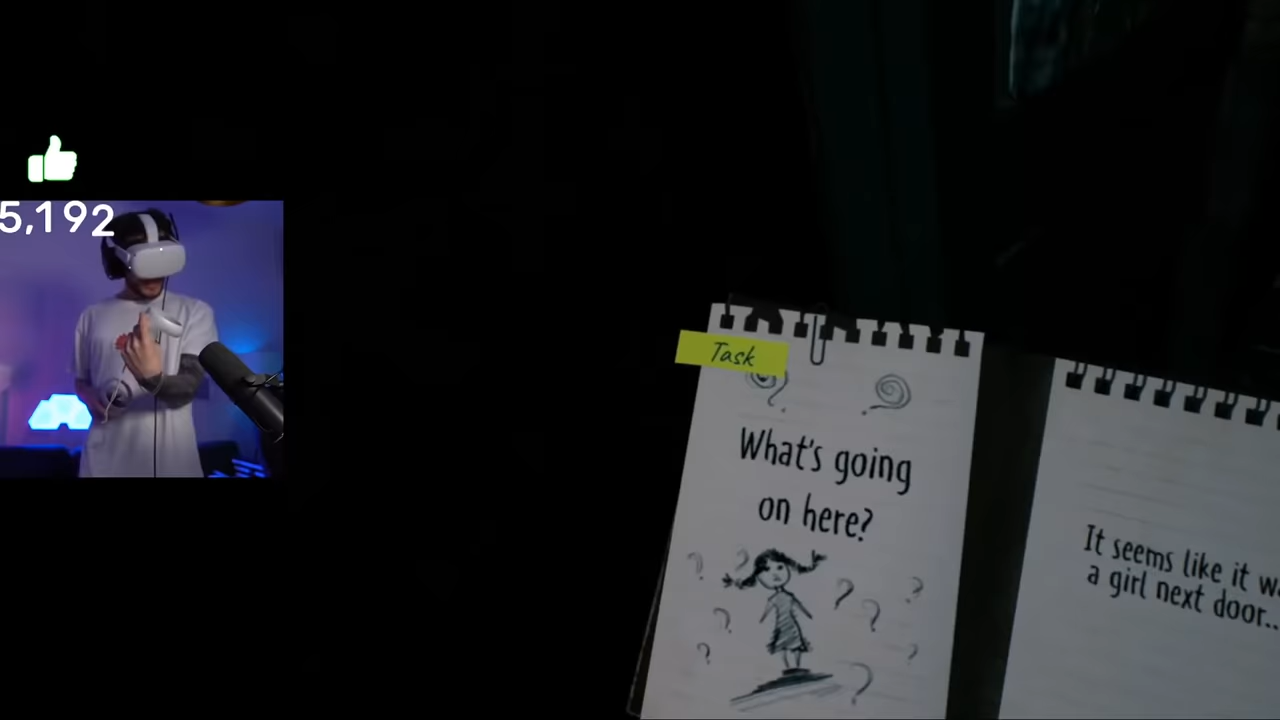 5,192
Task
What's going
on here?
It seems like it
a girl next door..